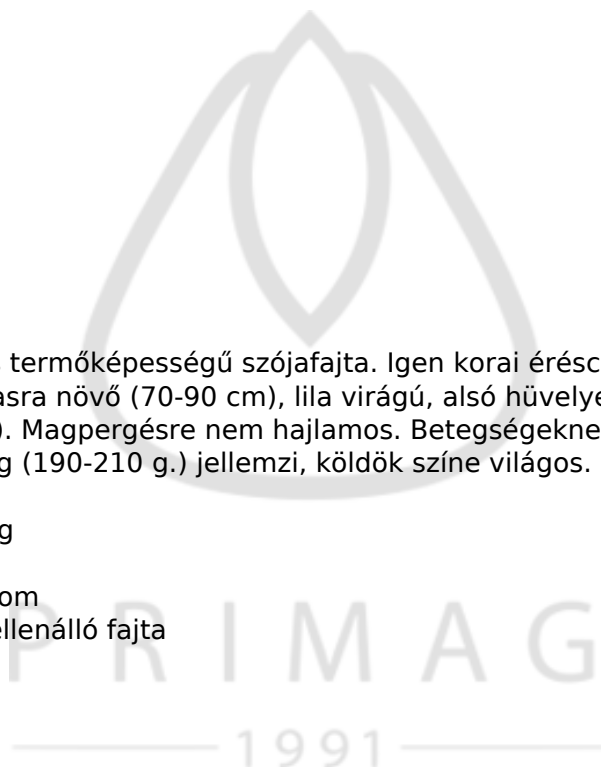 termőképességű szójafajta. Igen korai érésc
asra növő (70-90 cm), lila virágú, alsó hüvelye
). Magpergésre nem hajlamos. Betegségekne
g (190-210 g.) jellemzi, köldök színe világos.
g
om
ellenálló fajta
PRIMAG
1991